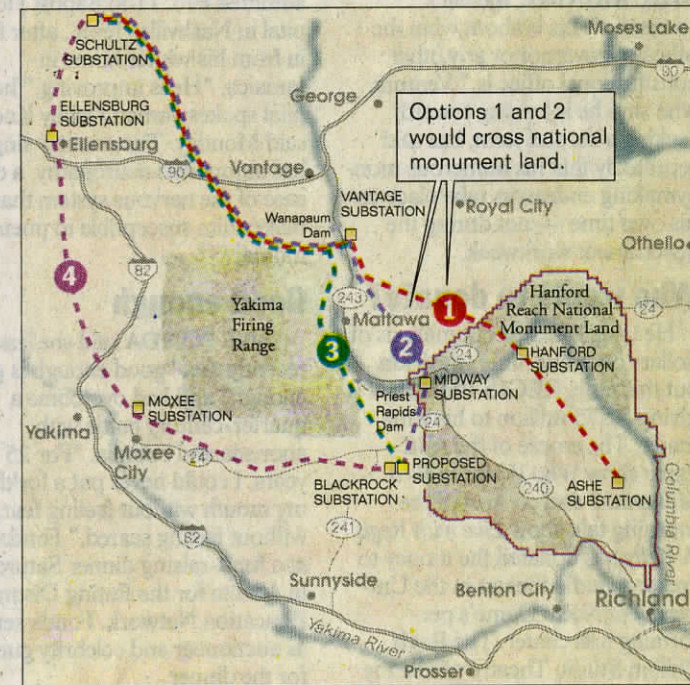 Moses Lake
SCHULTZ
SUBSTATION
90
George
ELLENSBURG
SUBSTATION
Ellensburg
Options 1 and 2
would cross national
monument land.
90
Vantage
VANTAGE
SUBSTATION
Royal City
Wanapum
Dam
Othello
82
4
243
1
Hanford
Reach National
Monument Land
24
Yakima
Firing
Range
Mattawa
3
2
24
HANFORD
SUBSTATION
MIDWAY
SUBSTATION
Priest
Rapids
Dam
MOXEE
SUBSTATION
24
Yakima
Moxee
City
24
PROPOSED
SUBSTATION
BLACKROCK
SUBSTATION
240
ASHE
SUBSTATION
Columbia River
241
82
Sunnyside
Benton City
Richland
Yakima River
Prosser